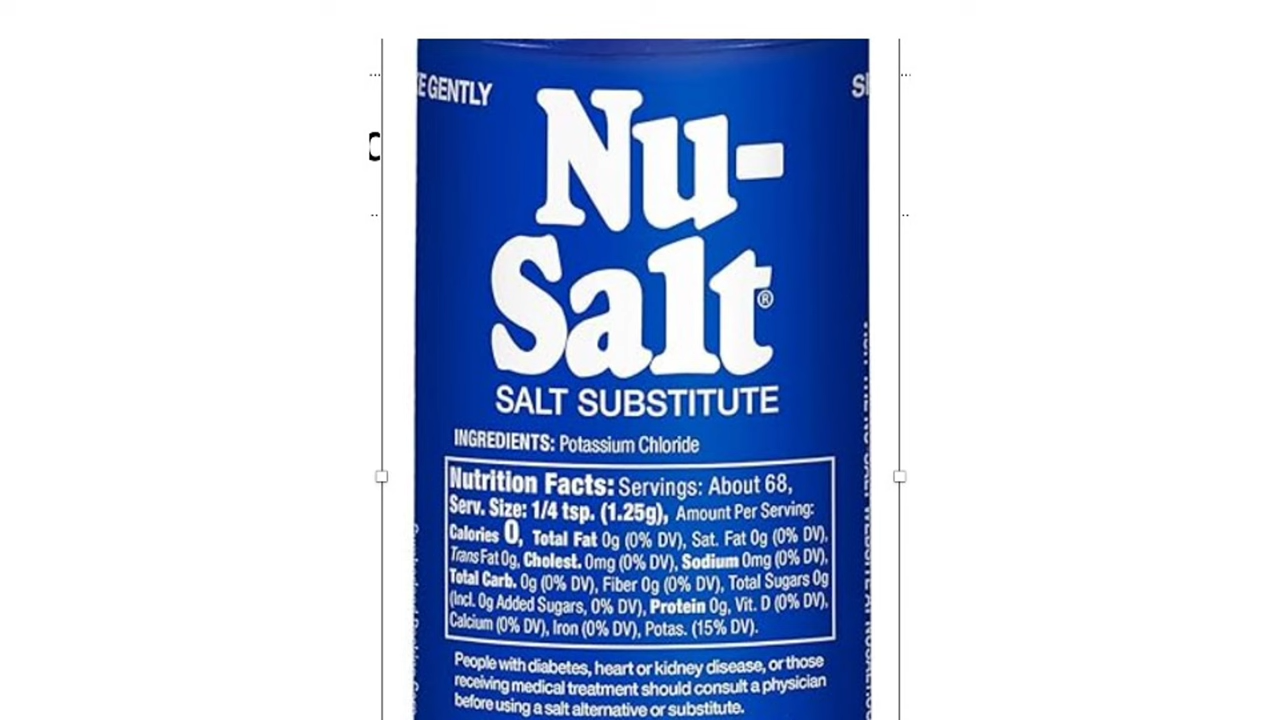 E GENTLY
Nu-
Salt®
SALT SUBSTITUTE
INGREDIENTS: Potassium Chloride
Nutrition Facts: Servings: About 68,
Serv. Size: 1/4 tsp. (1.25g), Amount Per Serving:
Calories 0, Total Fat 0g (0% DV), Sat. Fat 0g (0% DV),
Trans Fat 0g, Cholest. 0mg (0% DV), Sodium 0mg (0% DV),
Total Carb. 0g (0% DV), Fiber 0g (0% DV), Total Sugars 0g
(Incl. 0g Added Sugars, 0% DV), Protein 0g, Vit. D (0% DV),
Calcium (0% DV), Iron (0% DV), Potas. (15% DV).
People with diabetes, heart or kidney disease, or those
receiving medical treatment should consult a physician
before using a salt alternative or substitute.